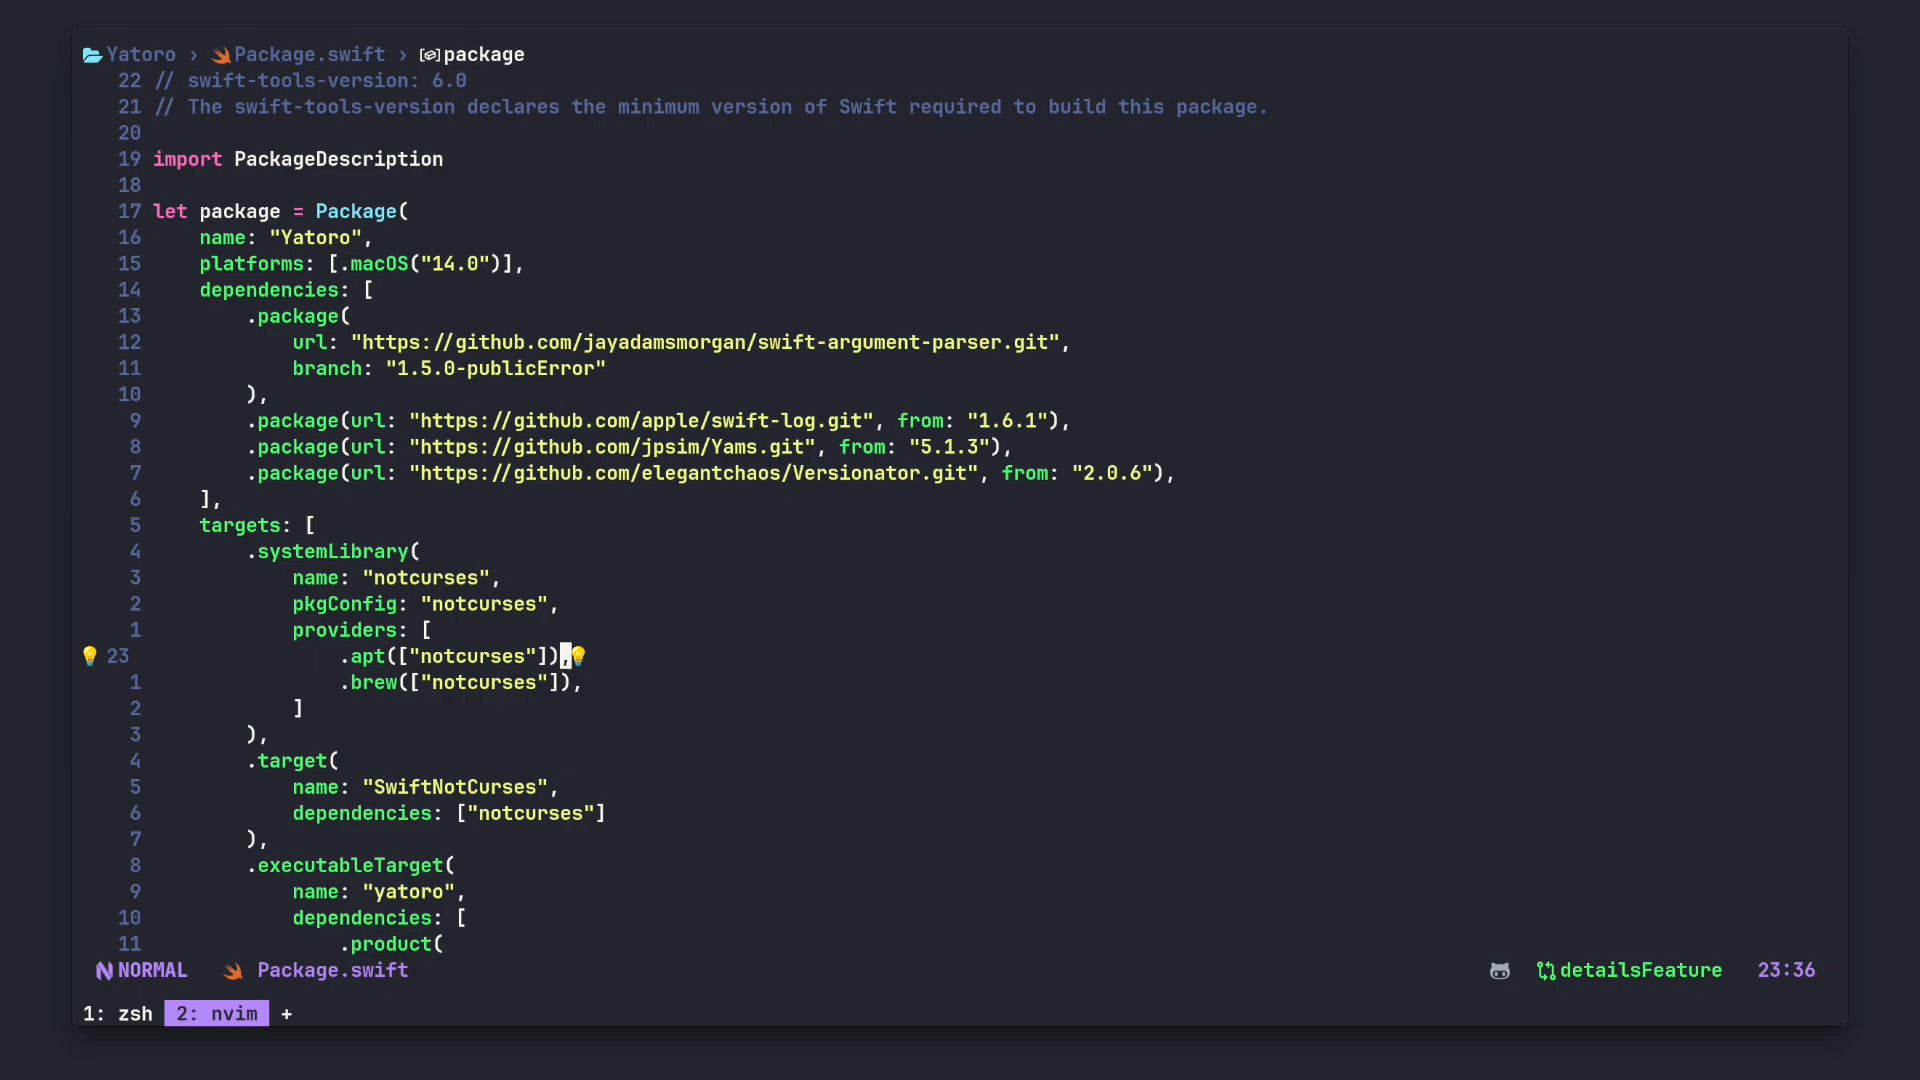 Yatoro › Package.swift › package
22 // swift-tools-version: 6.0
21 // The swift-tools-version declares the minimum version of Swift required to build this package.
20
19 import PackageDescription
18
17 let package = Package(
16     name: "Yatoro",
15     platforms: [.macOS("14.0")],
14     dependencies: [
13         .package(
12             url: "https://github.com/jayadamsmorgan/swift-argument-parser.git",
11             branch: "1.5.0-publicError"
10         ),
9         .package(url: "https://github.com/apple/swift-log.git", from: "1.6.1"),
8         .package(url: "https://github.com/jpsim/Yams.git", from: "5.1.3"),
7         .package(url: "https://github.com/elegantchaos/Versionator.git", from: "2.0.6"),
6     ],
5     targets: [
4         .systemLibrary(
3             name: "notcurses",
2             pkgConfig: "notcurses",
1             providers: [
💡 23                 .apt(["notcurses"]),💡
1                 .brew(["notcurses"]),
2             ]
3         ),
4         .target(
5             name: "SwiftNotCurses",
6             dependencies: ["notcurses"]
7         ),
8         .executableTarget(
9             name: "yatoro",
10             dependencies: [
11                 .product(
NORMAL Package.swift detailsFeature 23:36
1: zsh 2: nvim +